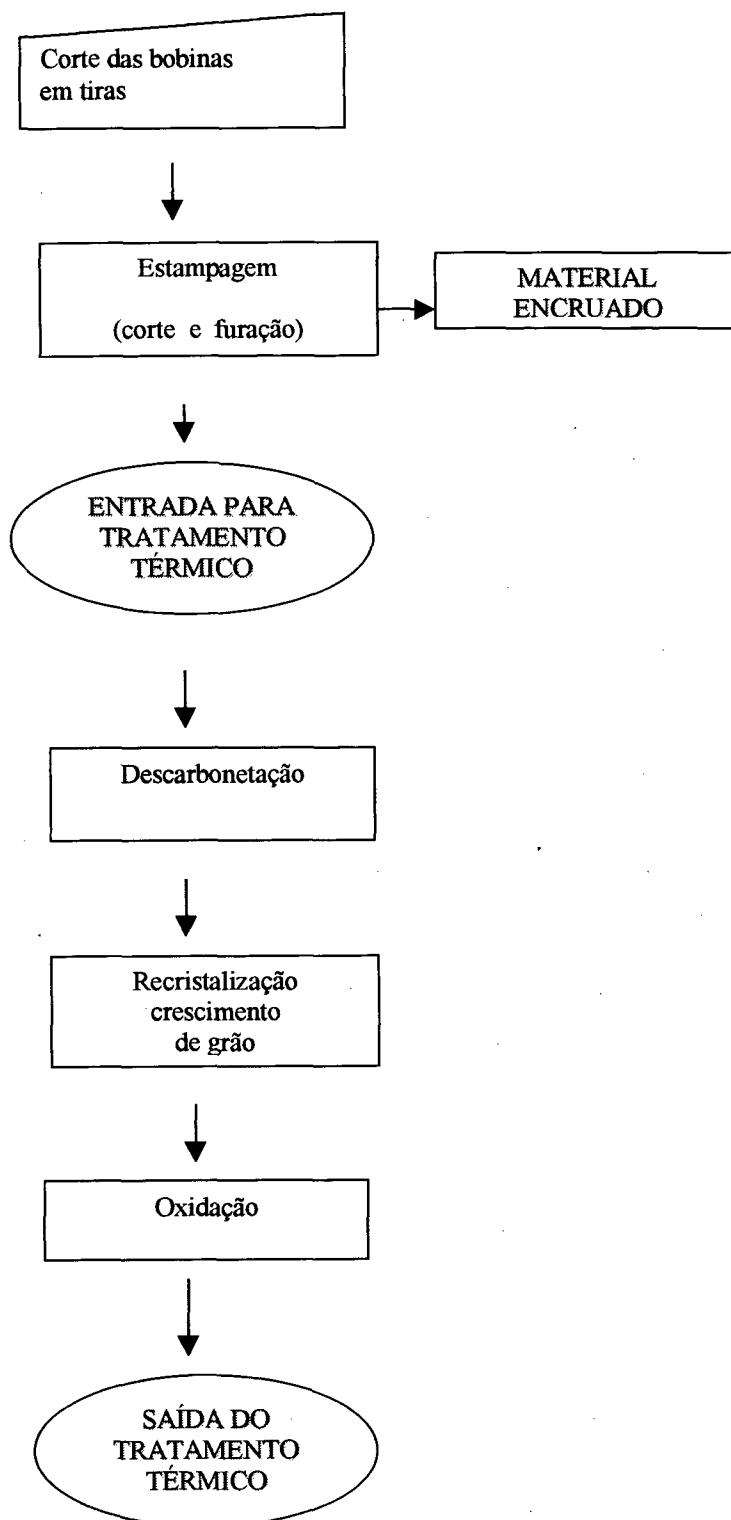 Corte das bobinas
em tiras
Estampagem
(corte e furação)
MATERIAL
ENCRUADO
ENTRADA PARA
TRATAMENTO
TÉRMICO
Descarbonetação
Recristalização
crescimento
de grão
Oxidação
SAÍDA DO
TRATAMENTO
TÉRMICO